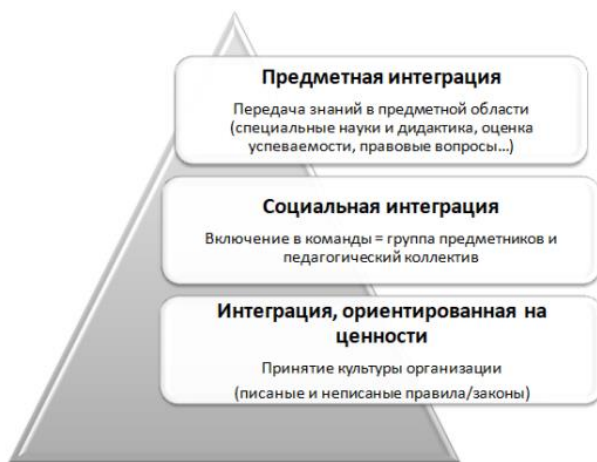 Предметная интеграция
Передача знаний в предметной области
(специальные науки и дидактика, оценка
успеваемости, правовые вопросы...)
Социальная интеграция
Включение в команды = группа предметников и
педагогический коллектив
Интеграция, ориентированная на
ценности
Принятие культуры организации
(писаные и неписаные правила/законы)